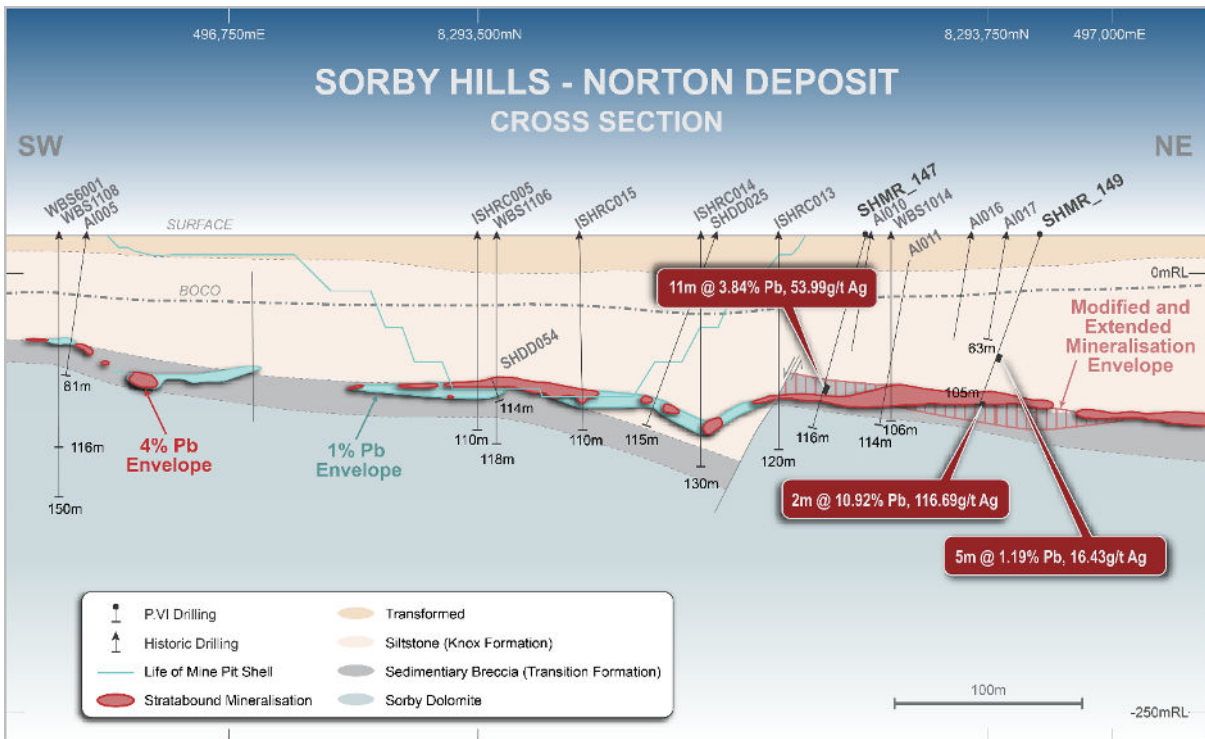 496,750mE
8,293,500mN
8,293,750mN
497,000mE
SORBY HILLS - NORTON DEPOSIT
CROSS SECTION
SW
NE
WBS6001
WBS1108
AI005
ISHRC005
WBS1106
ISHRC015
ISHRC014
SHDD025
ISHRC013
SHMR_147
AI010
WBS1014
AI011
AI016
AI017
SHMR_149
SURFACE
0mRL
BOCO
11m @ 3.84% Pb, 53.99g/t Ag
Modified and
Extended
Mineralisation
Envelope
63m
SHDD054
81m
105m
114m
116m
4% Pb
Envelope
1% Pb
Envelope
110m
118m
110m
115m
130m
120m
116m
114m
106m
150m
2m @ 10.92% Pb, 116.69g/t Ag
5m @ 1.19% Pb, 16.43g/t Ag
P.VI Drilling
Historic Drilling
Life of Mine Pit Shell
Stratabound Mineralisation
Transformed
Siltstone (Knox Formation)
Sedimentiary Breccia (Transition Formation)
Sorby Dolomite
100m
-250mRL